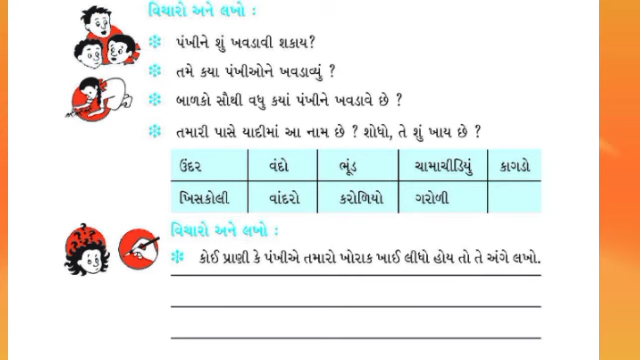 વિચારો અને લખો :
પંખીને શું ખવડાવી શકાય?
તમે કયા પંખીઓને ખવડાવ્યું ?
બાળકો સૌથી વધુ કયાં પંખીને ખવડાવે છે ?
તમારી પાસે યાદીમાં આ નામ છે ? શોધો, તે શું ખાય છે ?
ઉંદર વંદો ભૂંડ ચામાચીડિયું કાગડો
ખિસકોલી વાંદરો કરોળિયો ગરોળી
વિચારો અને લખો :
કોઈ પ્રાણી કે પંખીએ તમારો ખોરાક ખાઈ લીધો હોય તો તે અંગે લખો.